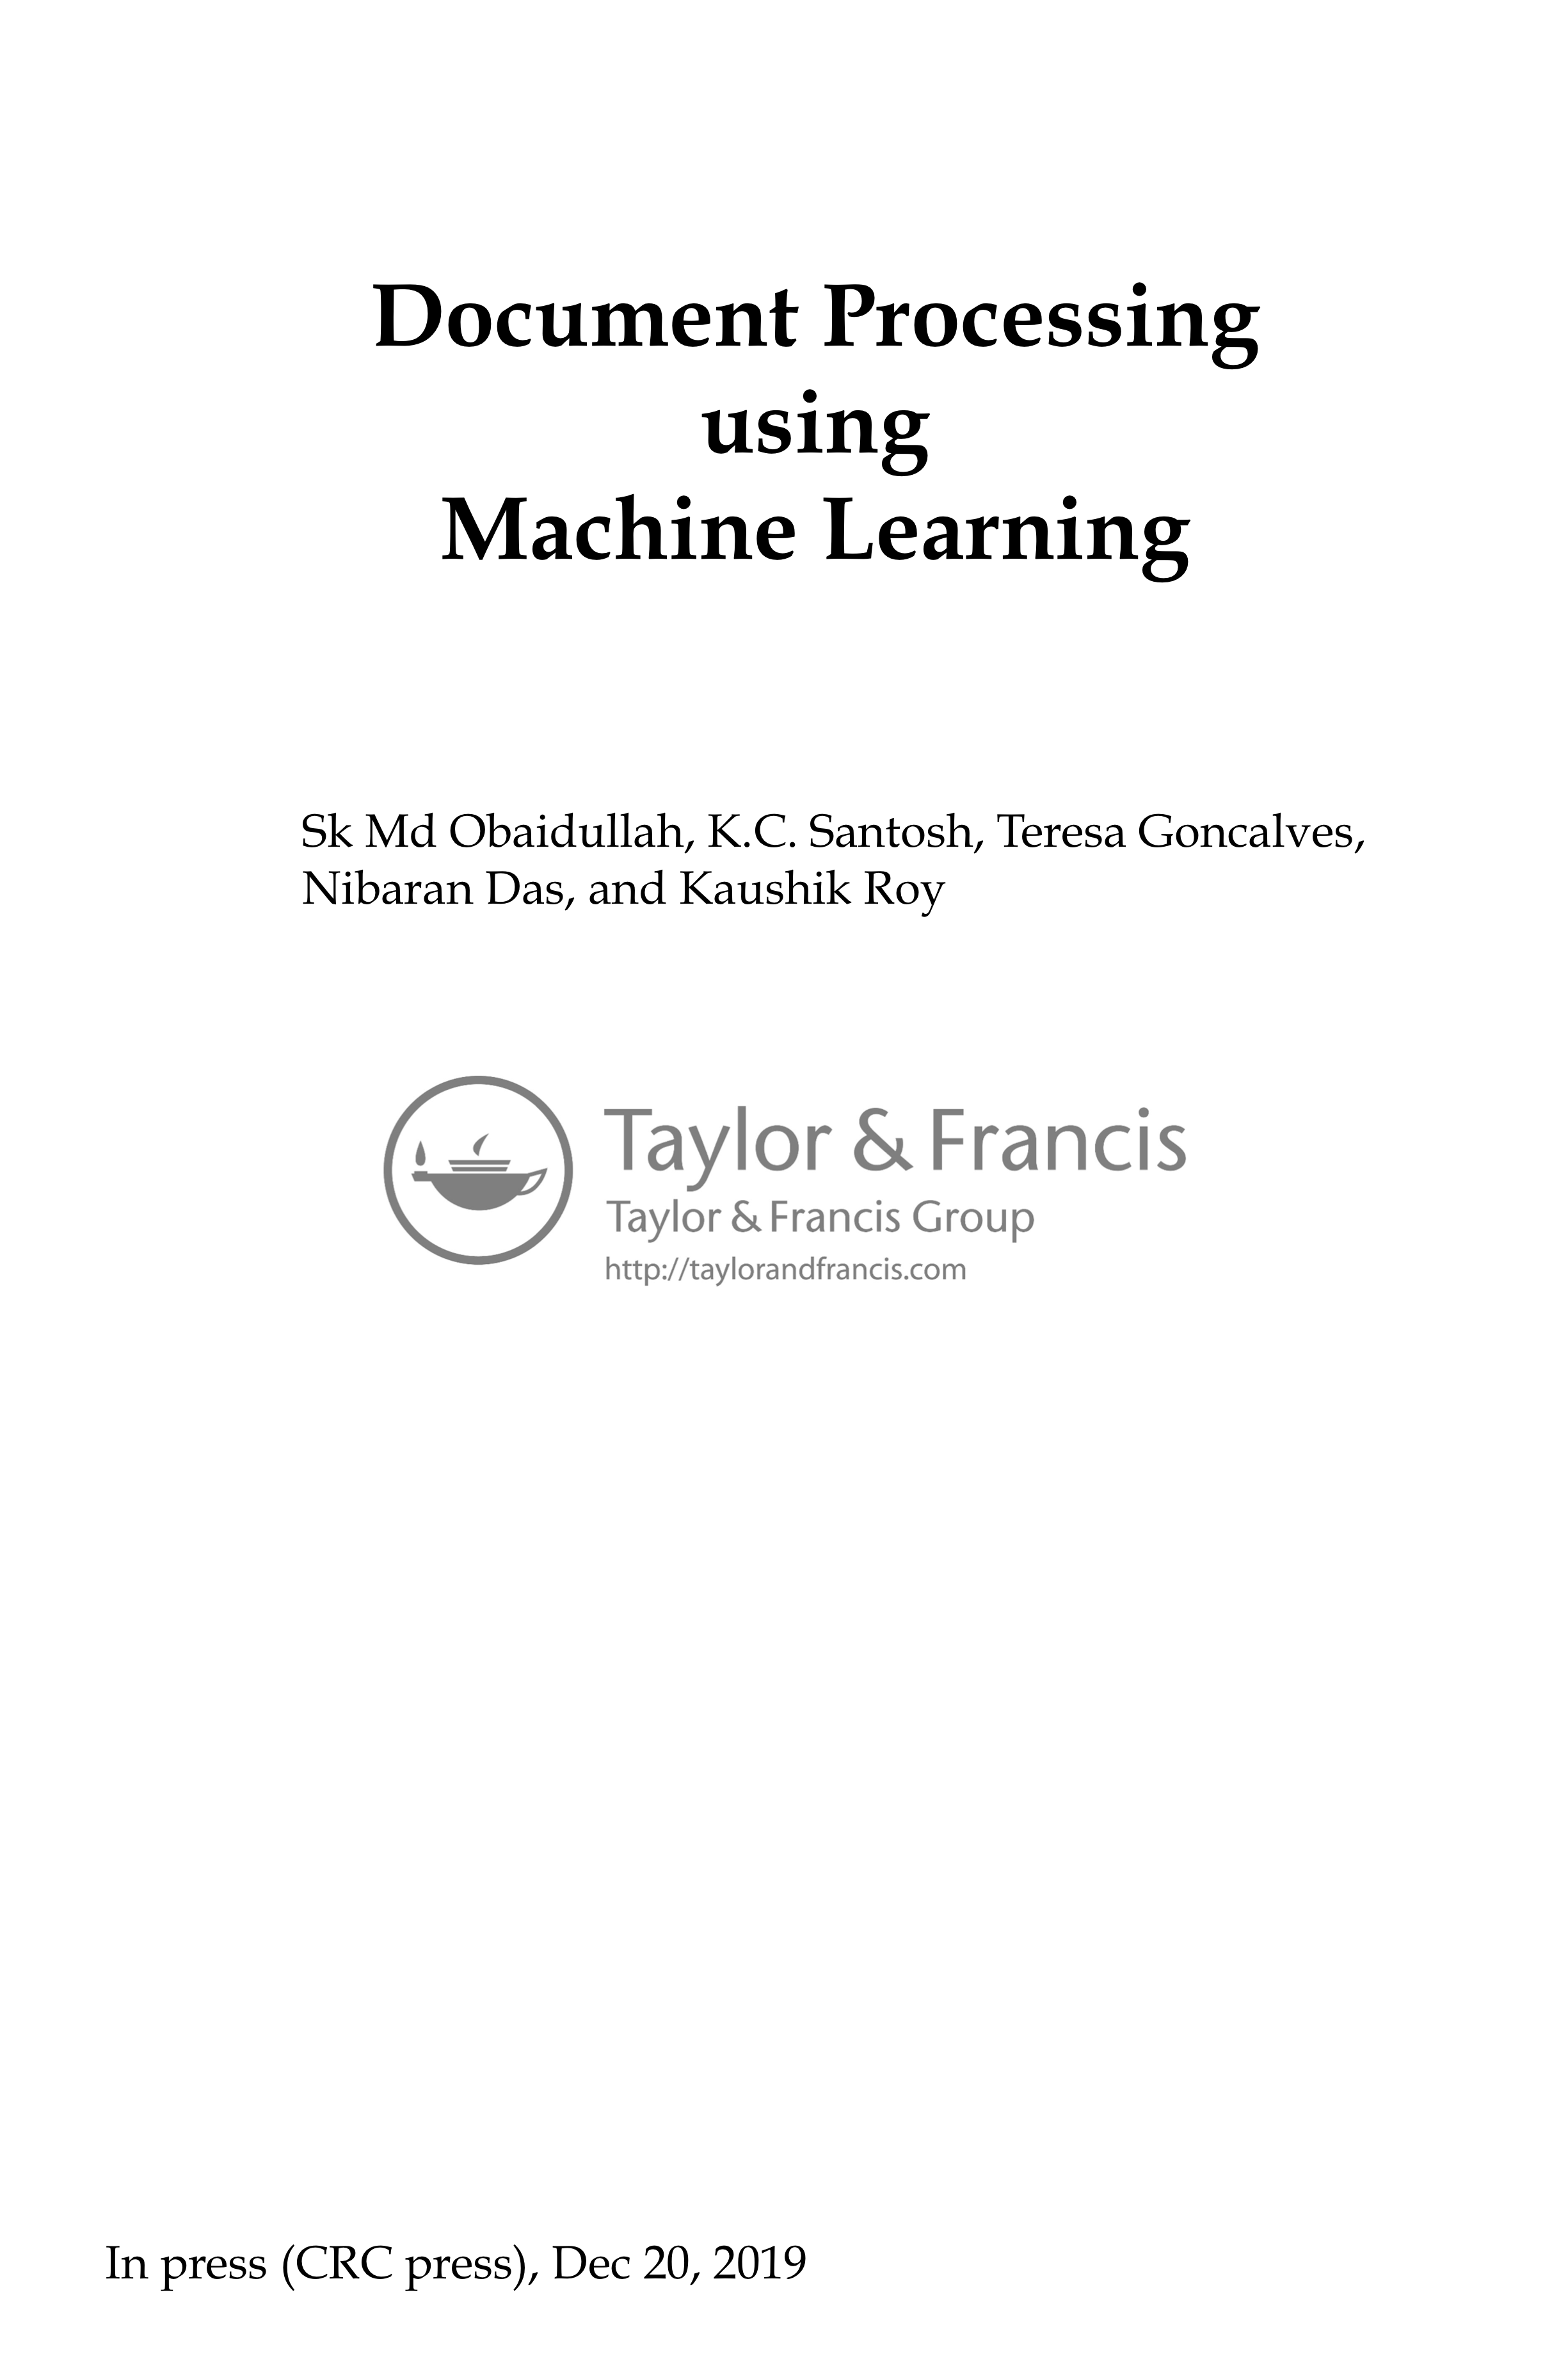 Document Processing
using
Machine Learning
Sk Md Obaidullah, K.C. Santosh, Teresa Goncalves,
Nibaran Das, and Kaushik Roy
Taylor & Francis
Taylor & Francis Group
http://taylorandfrancis.com
In press (CRC press), Dec 20, 2019